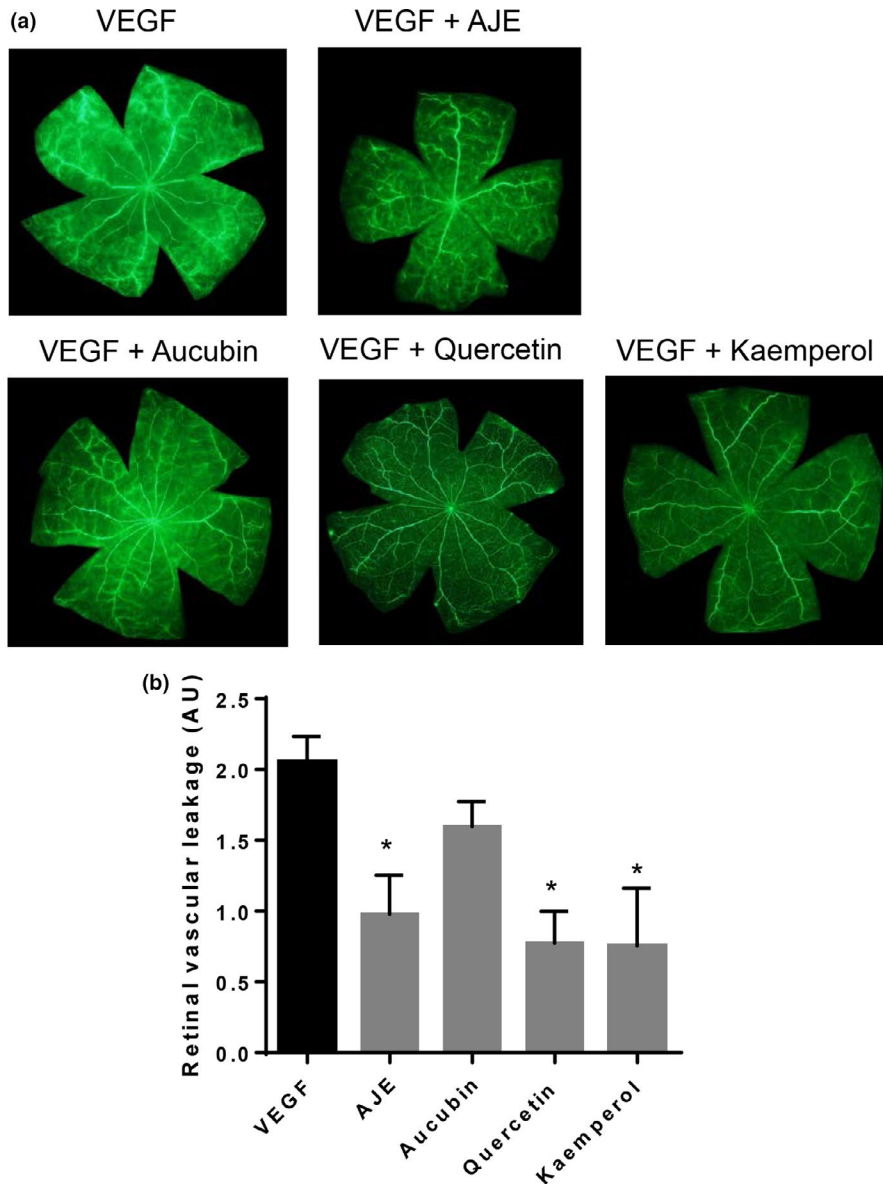 (a) VEGF VEGF + AJE
VEGF + Aucubin VEGF + Quercetin VEGF + Kaemperol
(b)
Retinal vascular leakage (AU)
2.5
2.0
1.5
1.0
0.5
0.0
*
*
*
VEGF
AJE
Aucubin
Quercetin
Kaemperol